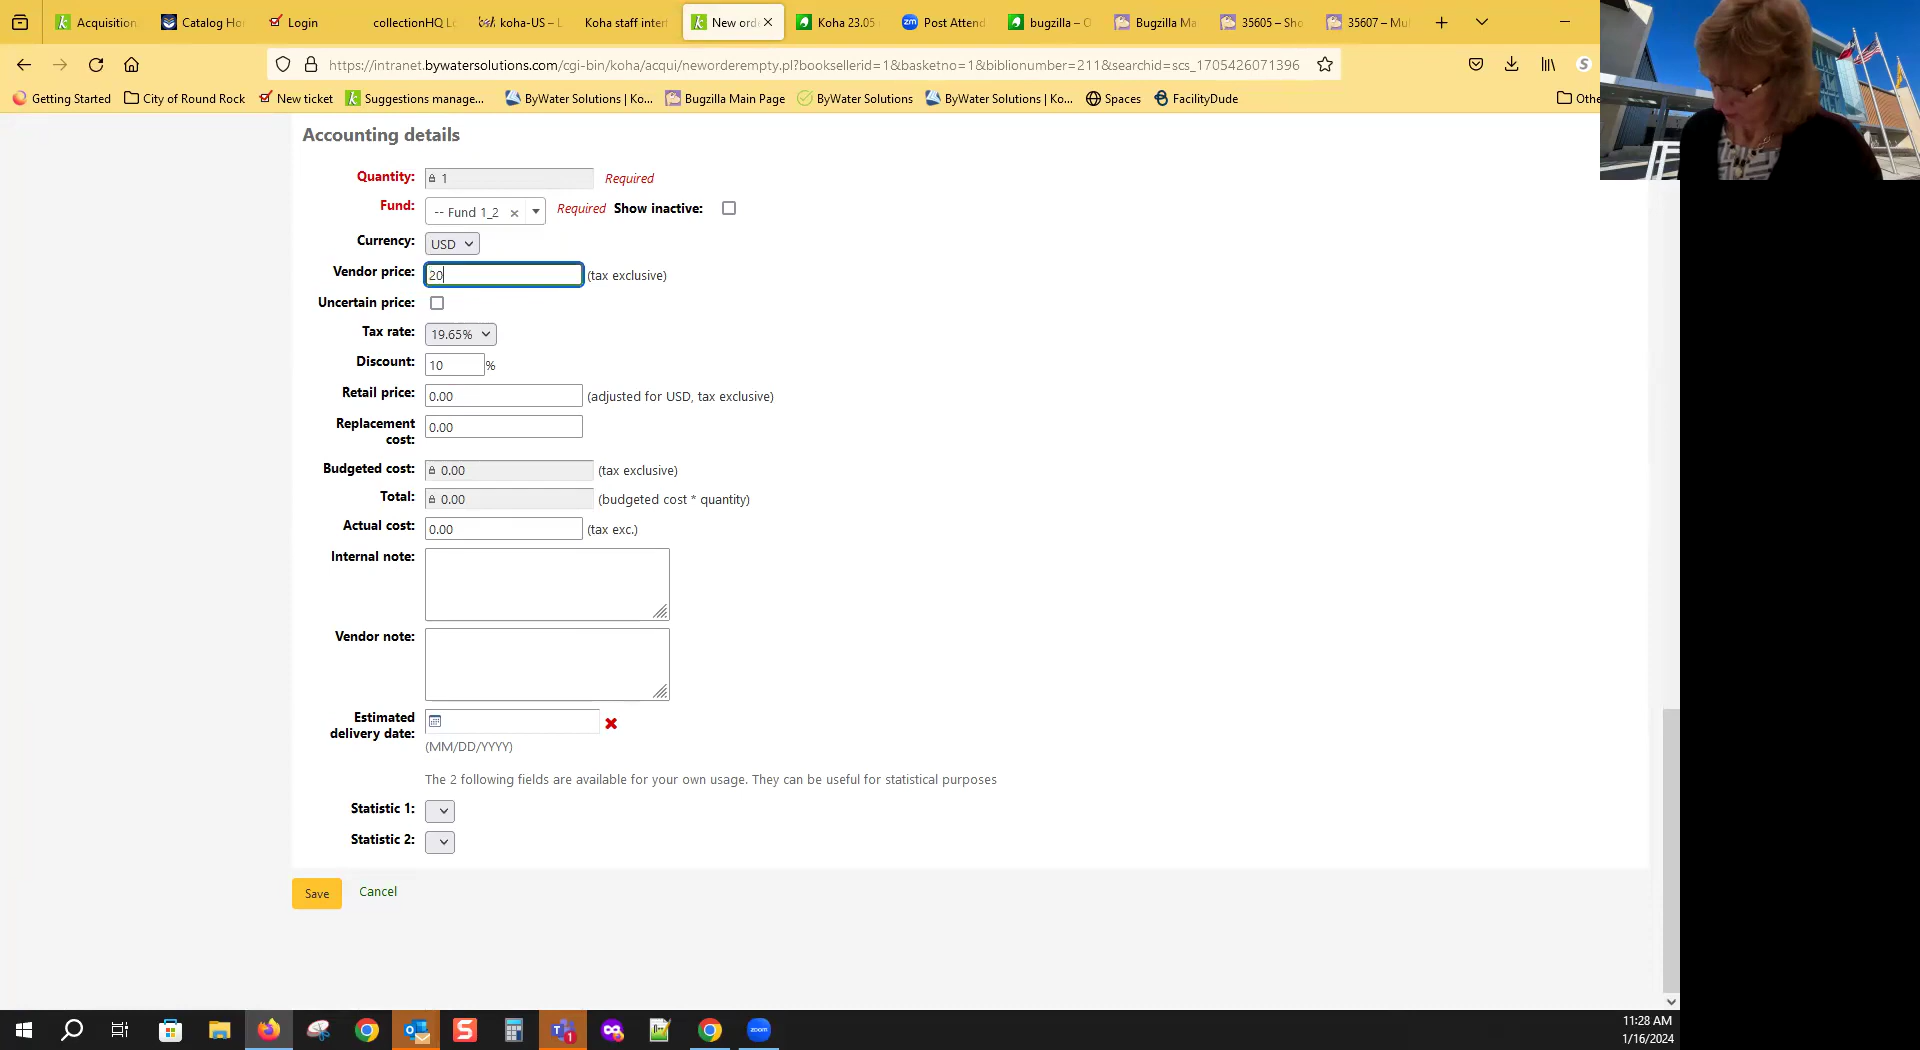 Acquisition
Catalog Ho
Login
collectionHQ Lo
koha-US – L
Koha staff inter
New ord
Koha 23.05
Post Attend
bugzilla – O
Bugzilla Ma
35605 – Sho
35607 – Mul
https://intranet.bywatersolutions.com/cgi-bin/koha/acqui/neworderempty.pl?booksellerid=1&basketno=1&biblionumber=211&searchid=scs_1705426071396
Getting Started
City of Round Rock
New ticket
Suggestions manage...
ByWater Solutions | Ko...
Bugzilla Main Page
ByWater Solutions
ByWater Solutions | Ko...
Spaces
FacilityDude
Othe
Accounting details
Quantity: 1 Required
Fund: -- Fund 1_2 × Required Show inactive:
Currency: USD
Vendor price: 20 (tax exclusive)
Uncertain price:
Tax rate: 19.65%
Discount: 10 %
Retail price: 0.00 (adjusted for USD, tax exclusive)
Replacement
cost: 0.00
Budgeted cost: 0.00 (tax exclusive)
Total: 0.00 (budgeted cost * quantity)
Actual cost: 0.00 (tax exc.)
Internal note:
Vendor note:
Estimated
delivery date:
(MM/DD/YYYY)
The 2 following fields are available for your own usage. They can be useful for statistical purposes
Statistic 1:
Statistic 2:
Save Cancel
zoom
11:28 AM
1/16/2024